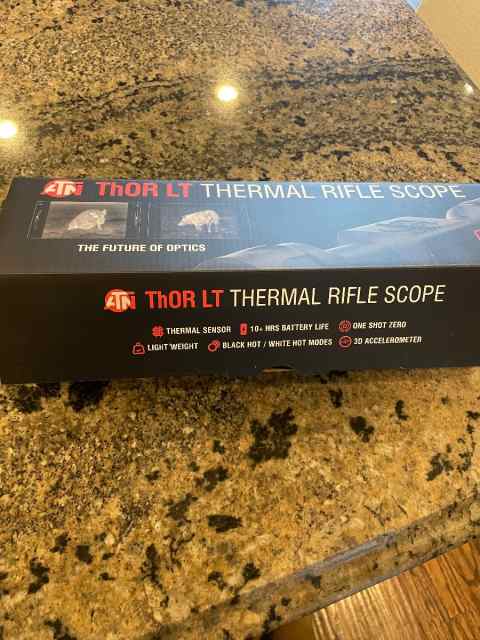 ATN ThOR LT THERMAL RIFLE SCOPE
THE FUTURE OF OPTICS
ATN ThOR LT THERMAL RIFLE SCOPE
THERMAL SENSOR 10+ HRS BATTERY LIFE ONE SHOT ZERO
LIGHT WEIGHT BLACK HOT / WHITE HOT MODES 3D ACCELEROMETER